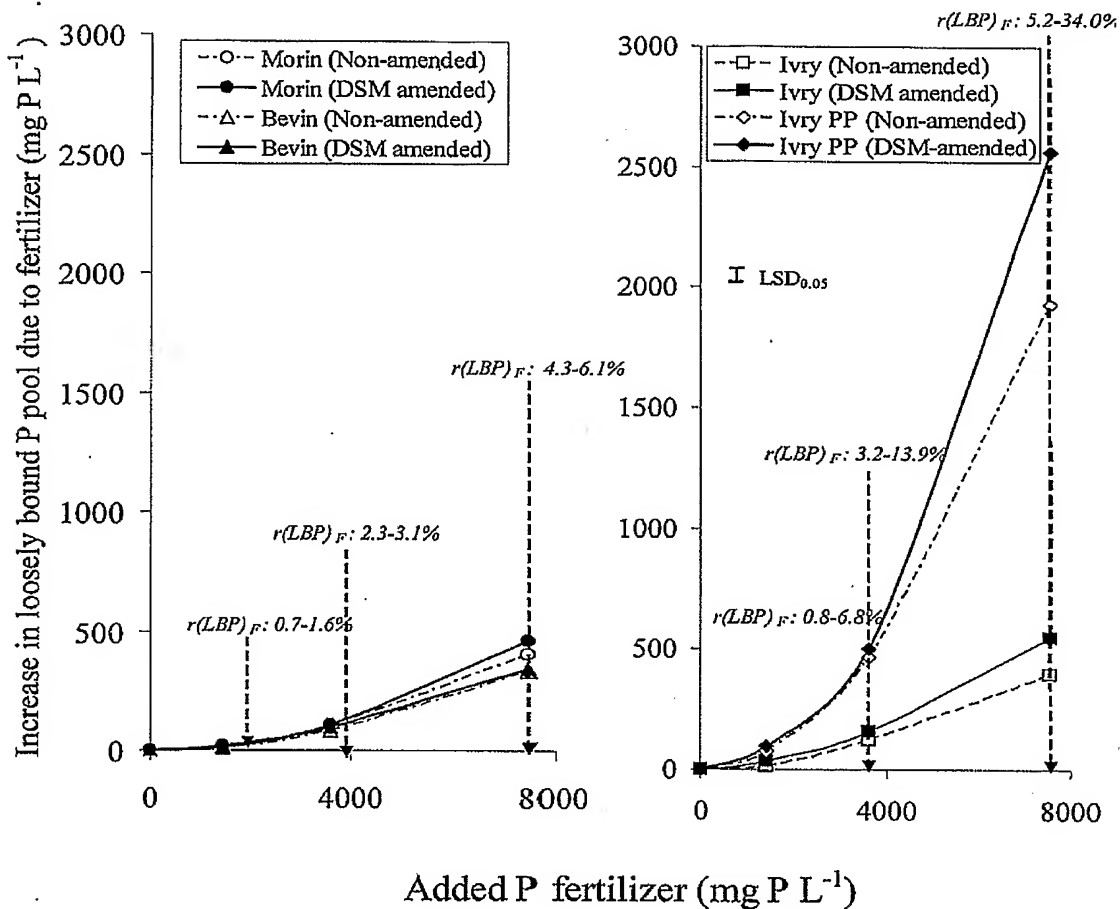 Increase in loosely bound P pool due to fertilizer (mg P L⁻¹)
3000
2500
2000
1500
1000
500
0
Morin (Non-amended)
Morin (DSM amended)
Bevin (Non-amended)
Bevin (DSM amended)
r(LBP) F: 4.3-6.1%
r(LBP) F: 2.3-3.1%
r(LBP) F: 0.7-1.6%
0
4000
8000
r(LBP) F: 5.2-34.0%
3000
2500
2000
1500
1000
500
0
Ivry (Non-amended)
Ivry (DSM amended)
Ivry PP (Non-amended)
Ivry PP (DSM-amended)
LSD0.05
r(LBP) F: 3.2-13.9%
r(LBP) F: 0.8-6.8%
0
4000
8000
Added P fertilizer (mg P L⁻¹)